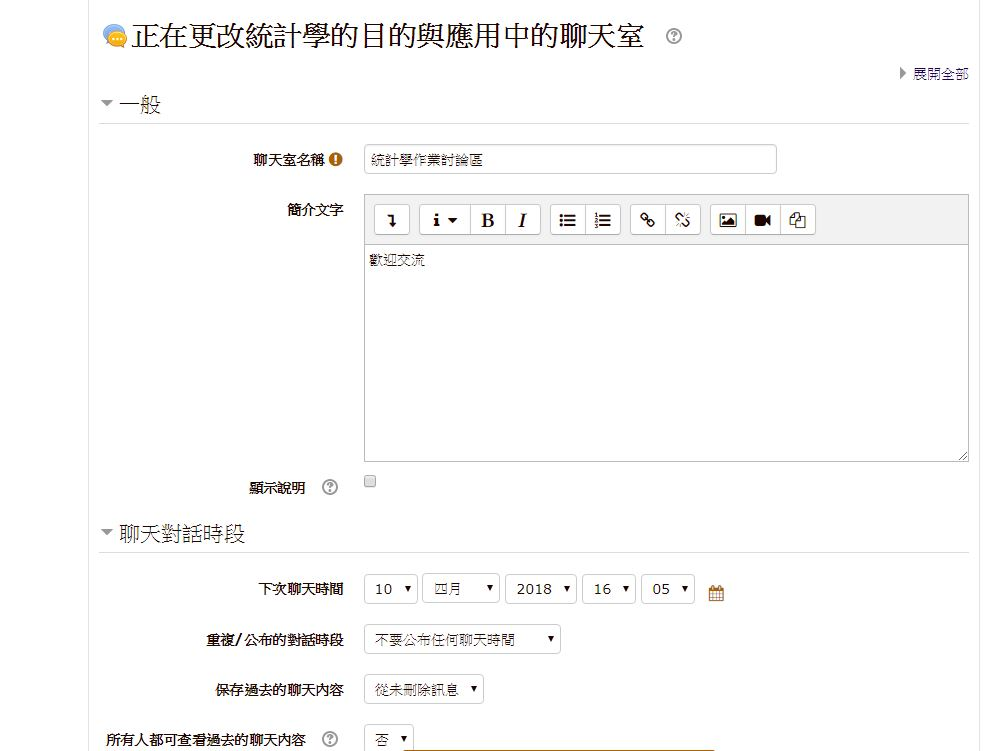 正在更改統計學的目的與應用中的聊天室
展開全部
一般
聊天室名稱 統計學作業討論區
簡介文字
B I
歡迎交流
顯示說明
聊天對話時段
下次聊天時間 10 四月 2018 16 05
重複/公布的對話時段 不要公布任何聊天時間
保存過去的聊天內容 從未刪除訊息
所有人都可查看過去的聊天內容 否